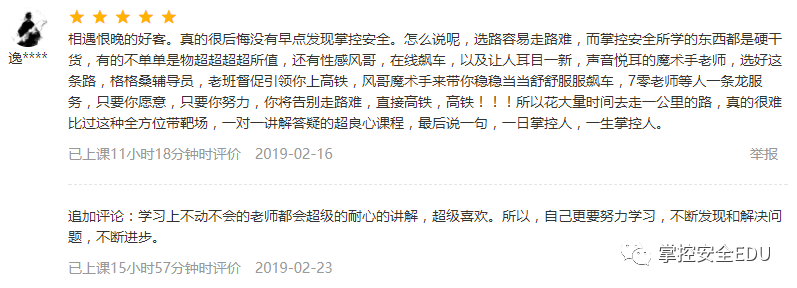 相遇恨晚的好客。真的很后悔没有早点发现掌控安全。怎么说呢，选路容易走路难，而掌控安全所学的东西都是硬干
货，有的不单单是物超超超超所值，还有性感风哥，在线飙车，以及让人耳目一新，声音悦耳的魔术手老师，选好这
条路，格格桑辅导员，老班督促引领你上高铁，风哥魔术手来带你稳稳当当舒舒服服飙车，7零老师等人一条龙服
务，只要你愿意，只要你努力，你将告别走路难，直接高铁，高铁！！！所以花大量时间去走一公里的路，真的很难
比过这种全方位带靶场，一对一讲解答疑的超良心课程，最后说一句，一日掌控人，一生掌控人。
逸****
已上课11小时18分钟时评价 2019-02-16 举报
追加评论：学习上不动不会的老师都会超级的耐心的讲解，超级喜欢。所以，自己更要努力学习，不断发现和解决问
题，不断进步。
已上课15小时57分钟时评价 2019-02-23
掌控安全EDU